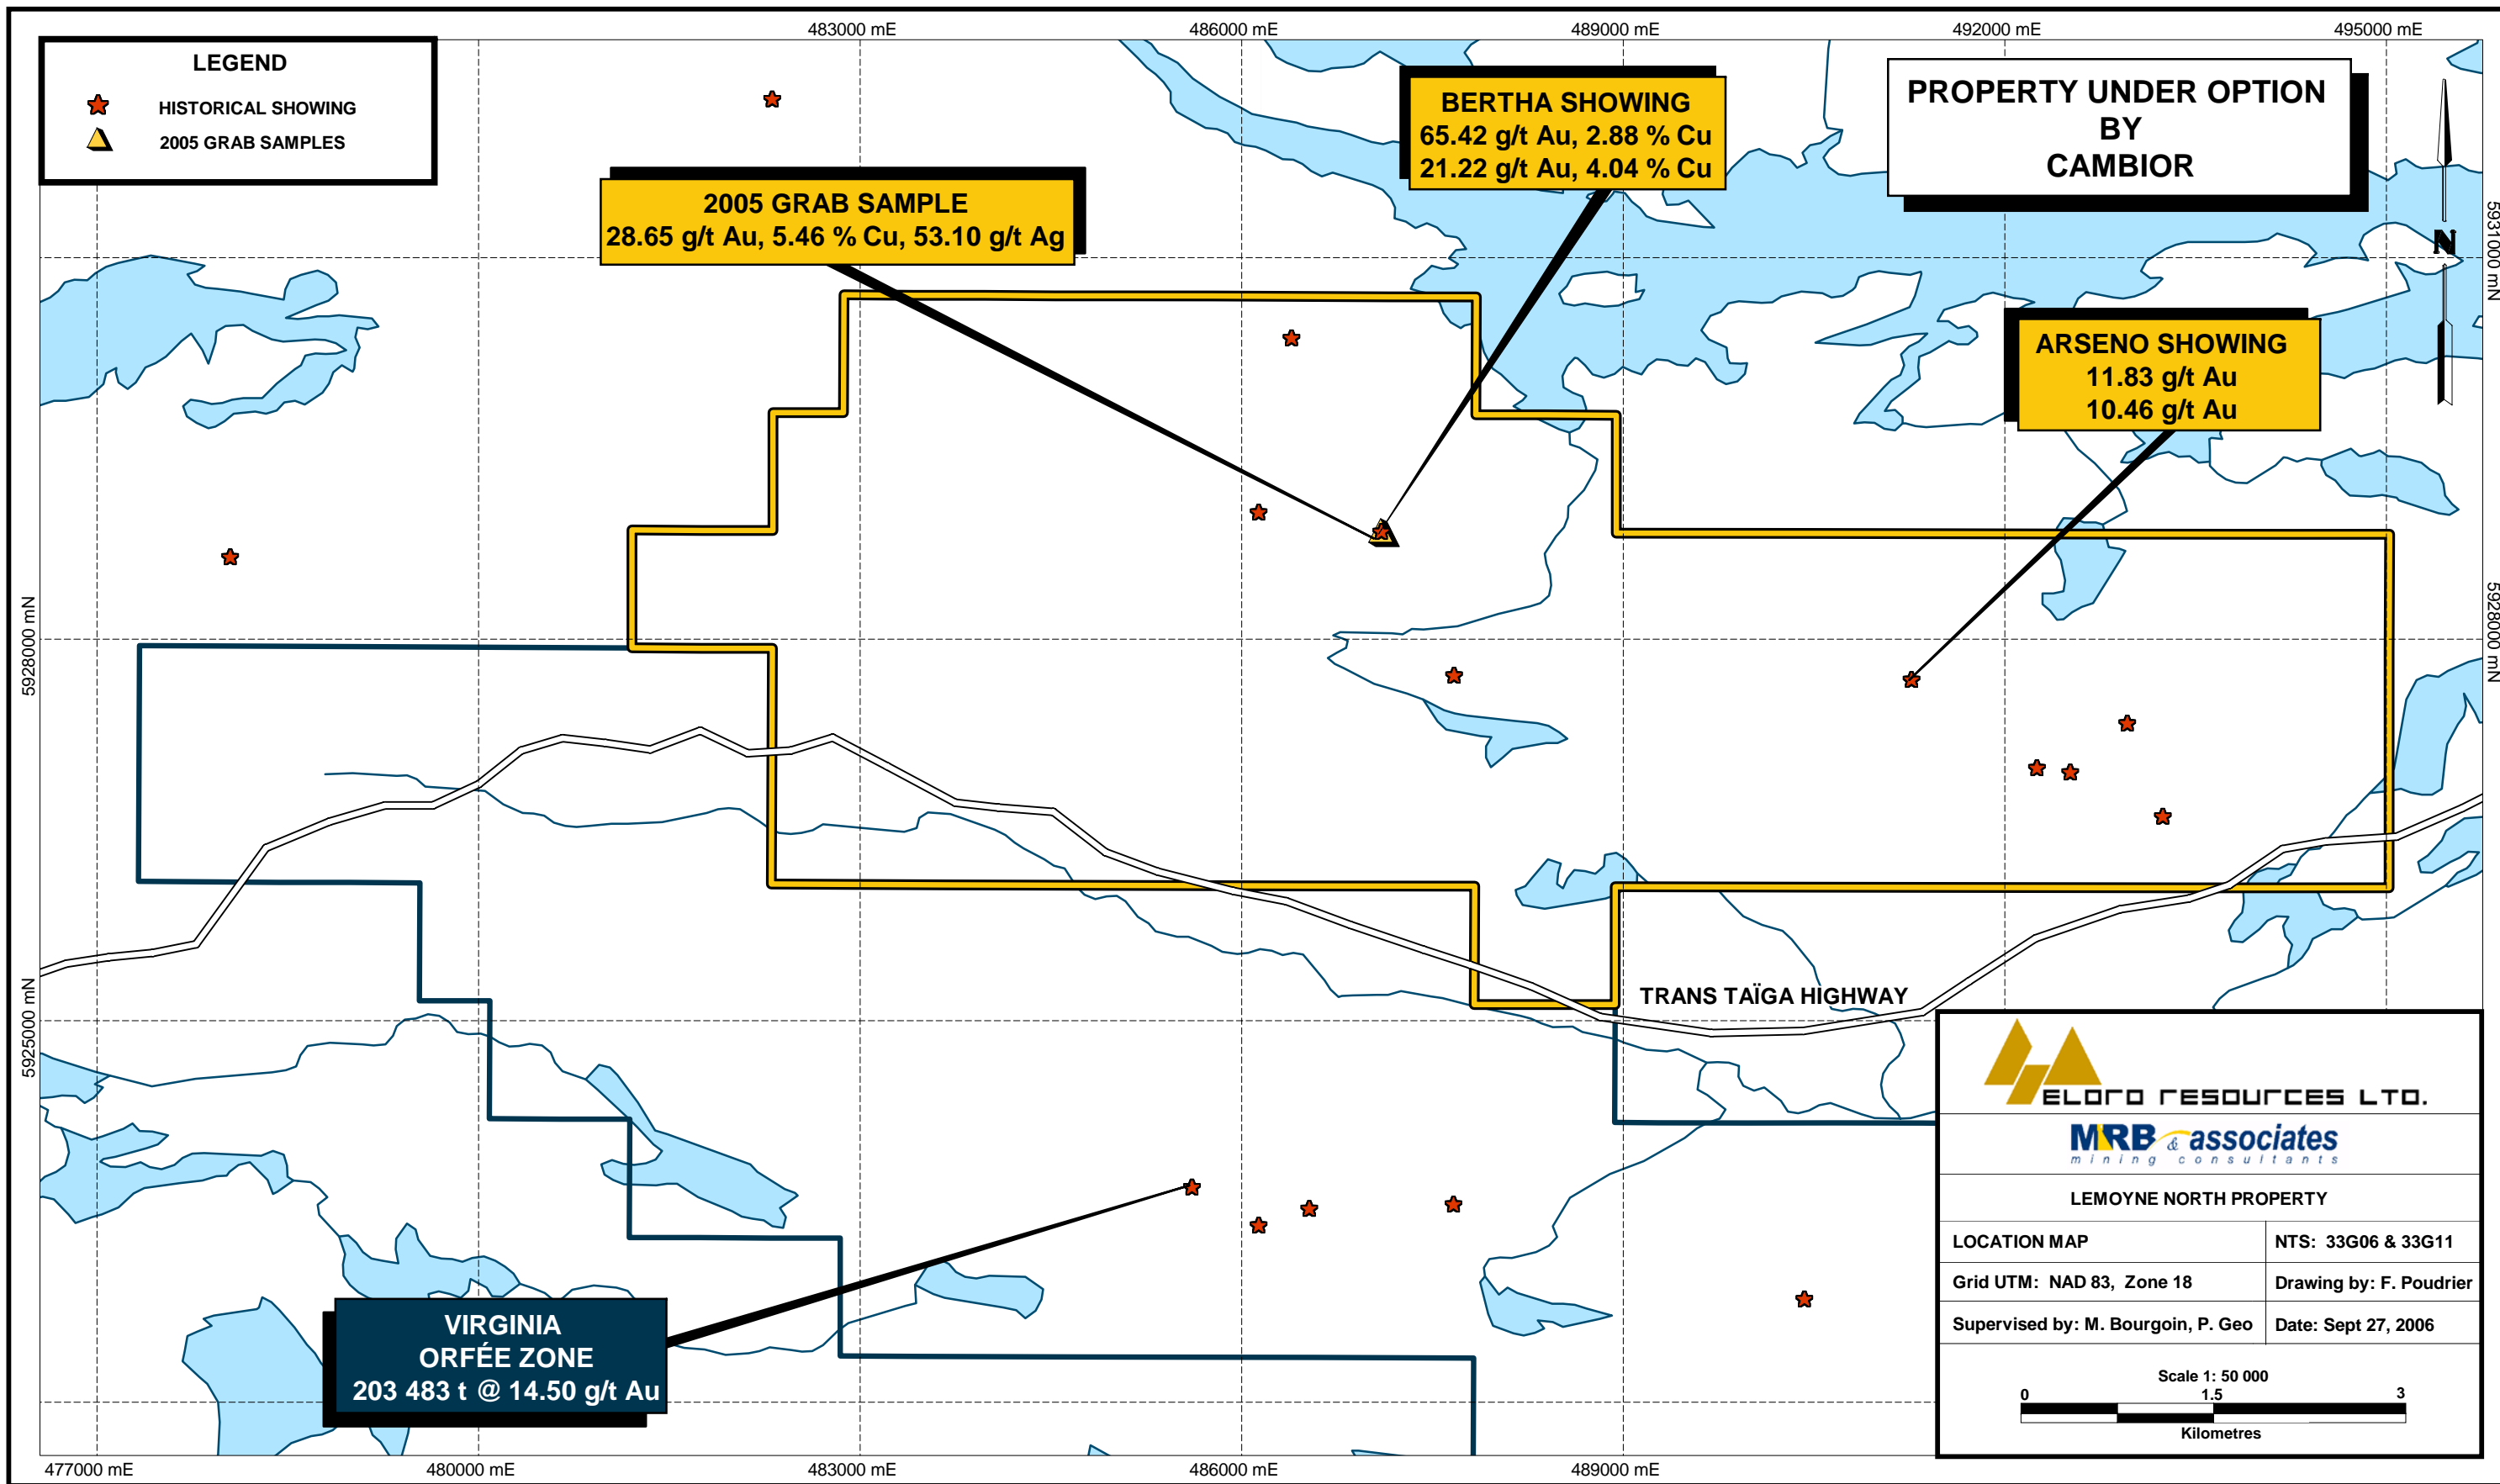 483000 mE
486000 mE
489000 mE
492000 mE
495000 mE
LEGEND
HISTORICAL SHOWING
2005 GRAB SAMPLES
BERTHA SHOWING
65.42 g/t Au, 2.88 % Cu
21.22 g/t Au, 4.04 % Cu
PROPERTY UNDER OPTION
BY
CAMBIOR
2005 GRAB SAMPLE
28.65 g/t Au, 5.46 % Cu, 53.10 g/t Ag
N
5931000 mN
ARSENO SHOWING
11.83 g/t Au
10.46 g/t Au
5928000 mN
5928000 mN
5925000 mN
TRANS TAÏGA HIGHWAY
VIRGINIA
ORFÉE ZONE
203 483 t @ 14.50 g/t Au
ELORO RESOURCES LTD.
MRB & associates
mining consultants
LEMOYNE NORTH PROPERTY
LOCATION MAP
NTS: 33G06 & 33G11
Grid UTM: NAD 83, Zone 18
Drawing by: F. Poudrier
Supervised by: M. Bourgoin, P. Geo
Date: Sept 27, 2006
Scale 1: 50 000
0 1.5 3
Kilometres
477000 mE
480000 mE
483000 mE
486000 mE
489000 mE